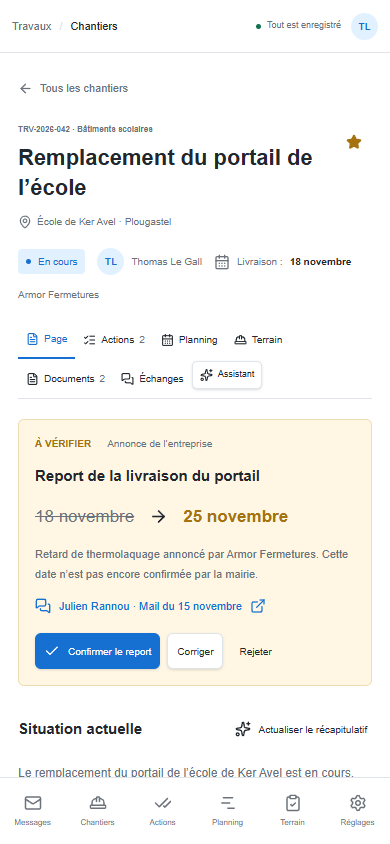 Travaux / Chantiers
Tout est enregistré
TL
Tous les chantiers
TRV-2026-042 · Bâtiments scolaires
Remplacement du portail de
l’école
École de Ker Avel · Plougastel
En cours
TL
Thomas Le Gall
Livraison : 18 novembre
Armor Fermetures
Page
Actions 2
Planning
Terrain
Documents 2
Échanges
Assistant
À VÉRIFIER
Annonce de l’entreprise
Report de la livraison du portail
18 novembre → 25 novembre
Retard de thermolaquage annoncé par Armor Fermetures. Cette
date n’est pas encore confirmée par la mairie.
Julien Rannou · Mail du 15 novembre
Confirmer le report
Corriger
Rejeter
Situation actuelle
Actualiser le récapitulatif
Le remplacement du portail de l’école de Ker Avel est en cours.
Messages
Chantiers
Actions
Planning
Terrain
Réglages